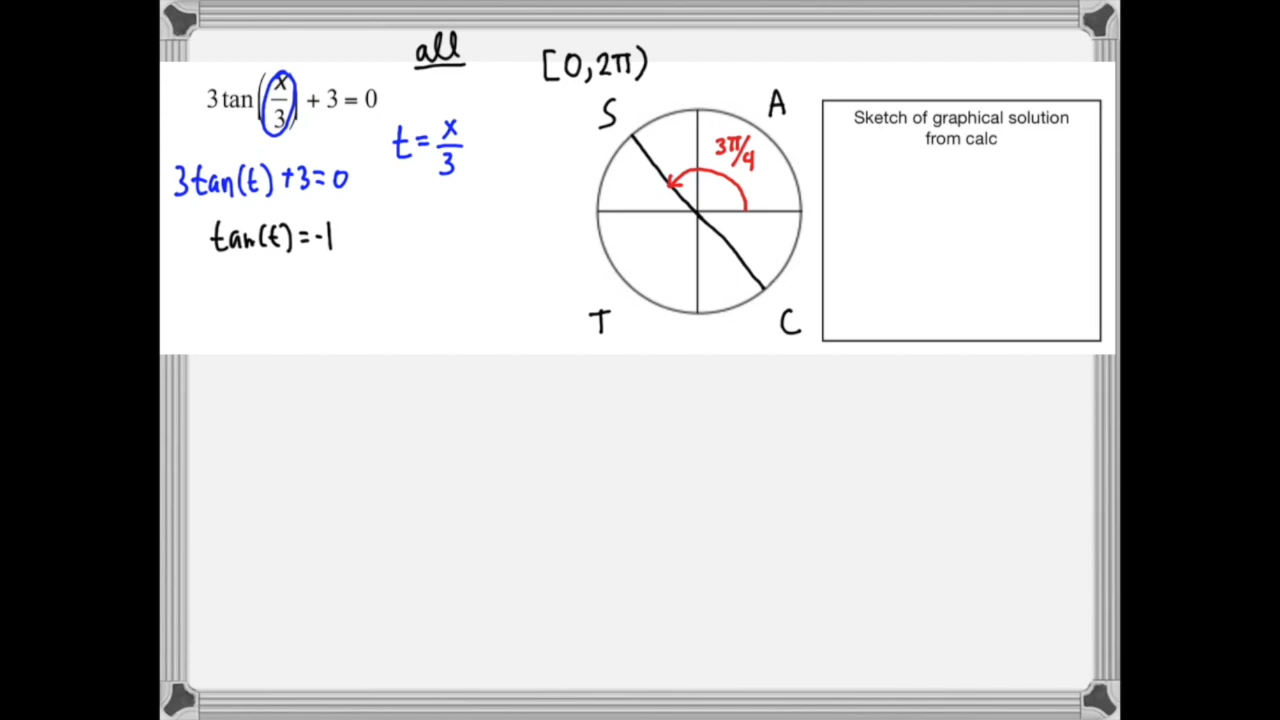 all
[0,2π)
3 tan(x/3) + 3 = 0
t = x/3
3tan(t) + 3 = 0
tan(t) = -1
S
A
3π/4
T
C
Sketch of graphical solution
from calc